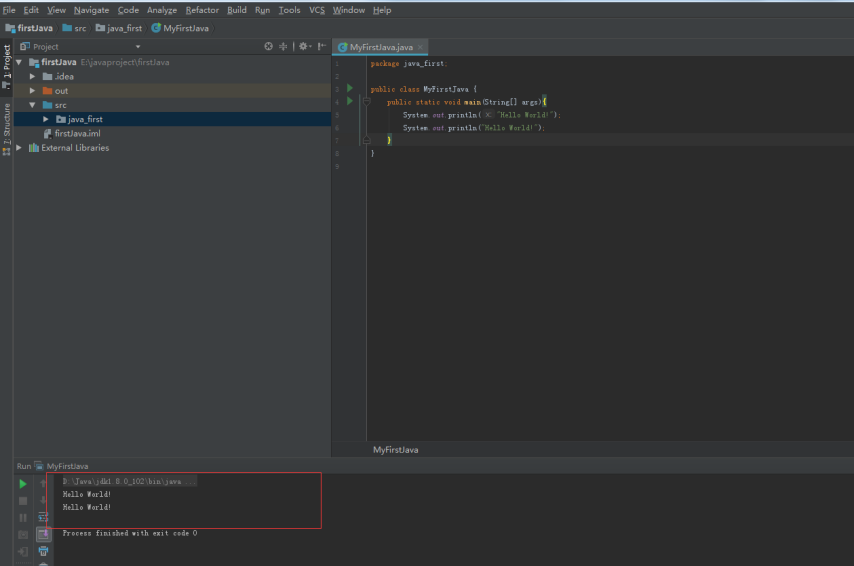 File Edit View Navigate Code Analyze Refactor Build Run Tools VCS Window Help
firstJava src java_first MyFirstJava
Project
MyFirstJava.java
1: Project
firstJava E:\javaproject\firstJava
.idea
out
src
java_first
firstJava.iml
External Libraries
7: Structure
1 package java_first;
2
3 public class MyFirstJava {
4 public static void main(String[] args){
5 System.out.println( x: "Hello World!");
6 System.out.println("Hello World!");
7 }
8 }
9
MyFirstJava
Run MyFirstJava
D:\Java\jdk1.8.0_102\bin\java ...
Hello World!
Hello World!
Process finished with exit code 0